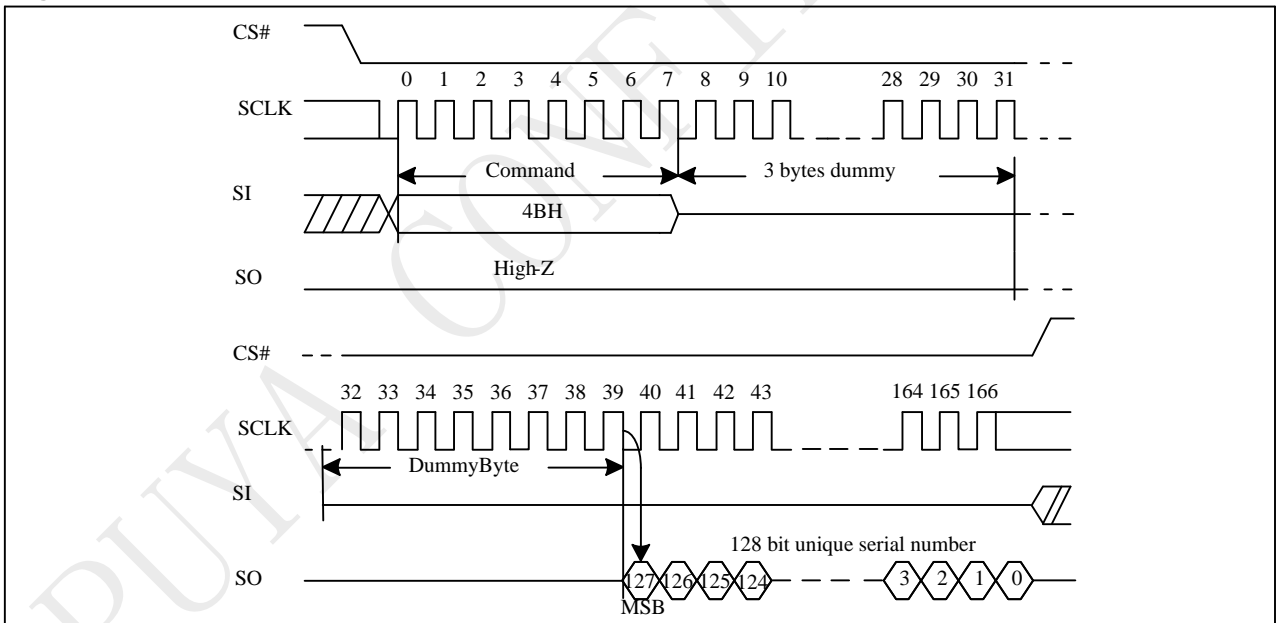 CS#
0 1 2 3 4 5 6 7 8 9 10 28 29 30 31
SCLK
Command 3 bytes dummy
SI
4BH
High-Z
SO
CS#
32 33 34 35 36 37 38 39 40 41 42 43 164 165 166
SCLK
DummyByte
SI
128 bit unique serial number
SO 127 126 125 124 3 2 1 0
MSB